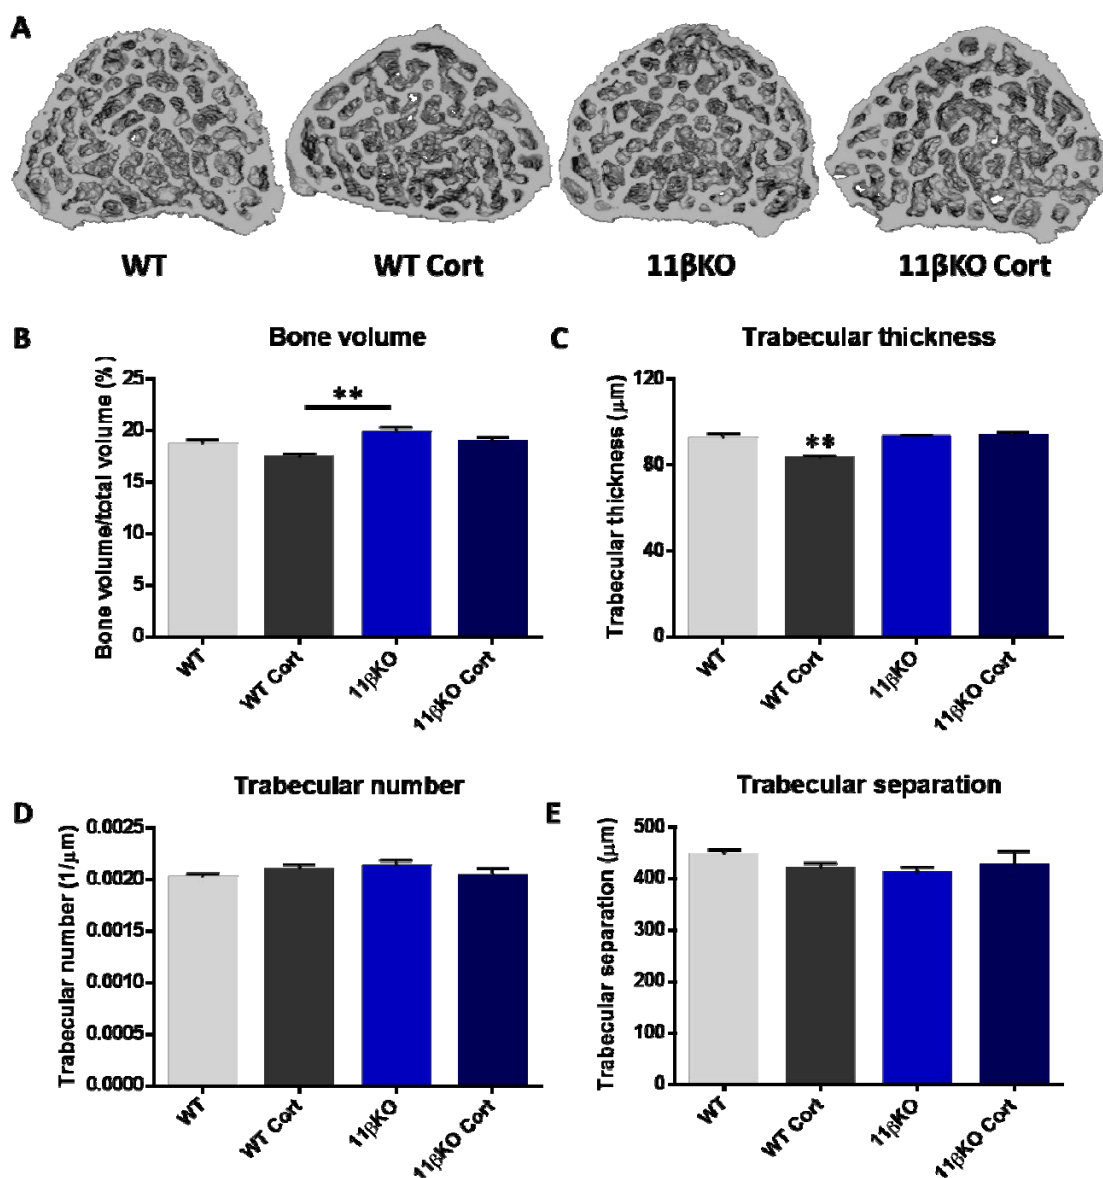 A
WT
WT Cort
11βKO
11βKO Cort
B
Bone volume
Bone volume/total volume (%)
25
20
15
10
5
0
**
WT
WT Cort
11βKO
11βKO Cort
C
Trabecular thickness
Trabecular thickness (μm)
120
80
40
0
**
WT
WT Cort
11βKO
11βKO Cort
D
Trabecular number
Trabecular number (1/μm)
0.0025
0.0020
0.0015
0.0010
0.0005
0.0000
WT
WT Cort
11βKO
11βKO Cort
E
Trabecular separation
Trabecular separation (μm)
500
400
300
200
100
0
WT
WT Cort
11βKO
11βKO Cort